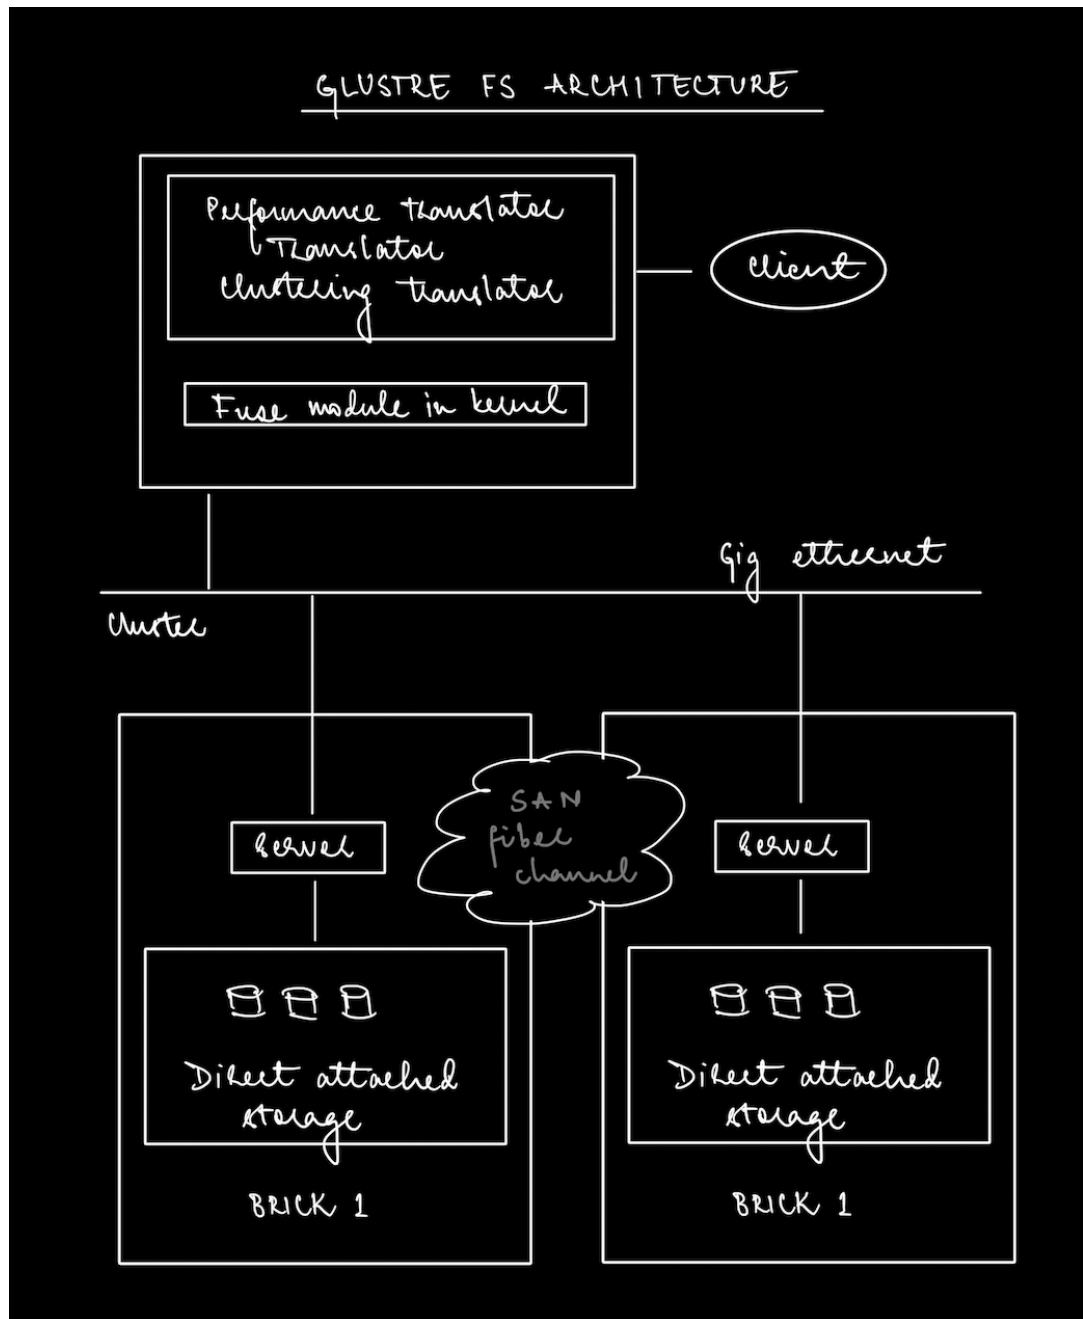 GLUSTRE FS ARCHITECTURE
Performance translator
Translator
Clustering translator
Client
Fuse module in kernel
Gig ethernet
Cluster
SAN
fiber
channel
Server
Server
Direct attached
storage
Direct attached
storage
BRICK 1
BRICK 1